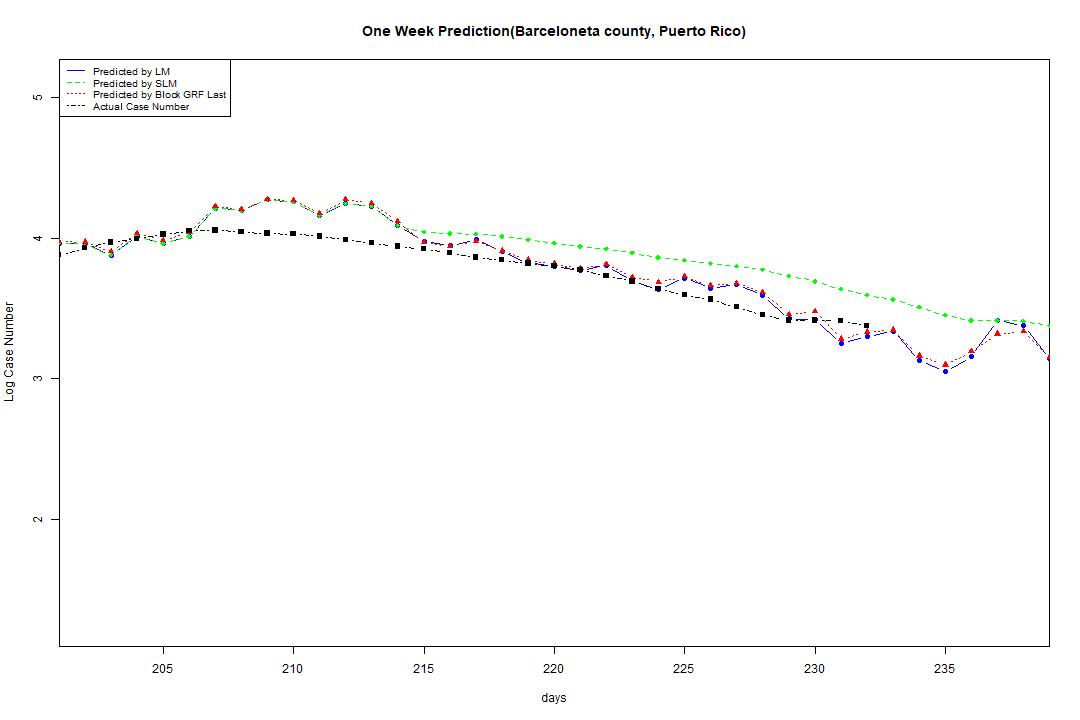 One Week Prediction(Barceloneta county, Puerto Rico)
Predicted by LM
Predicted by SLM
Predicted by Block GRF Last
Actual Case Number
5
4
3
2
Log Case Number
205 210 215 220 225 230 235
days